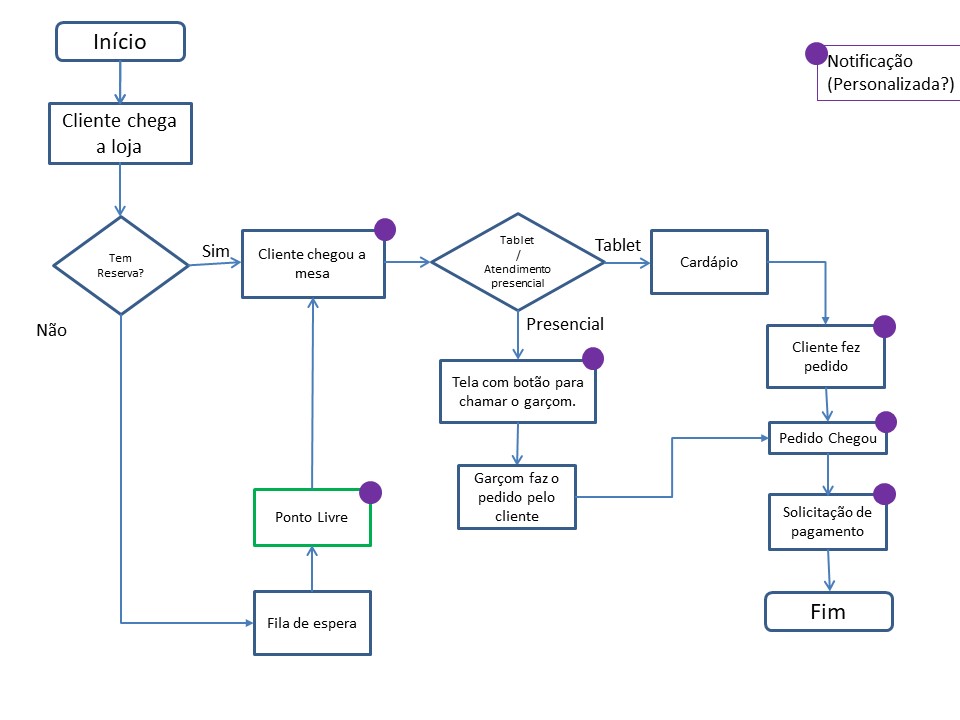 Início
Notificação
(Personalizada?)
Cliente chega
a loja
Tem
Reserva?
Sim
Não
Cliente chegou a
mesa
Tablet
/
Atendimento
presencial
Tablet
Presencial
Cardápio
Cliente fez
pedido
Tela com botão para
chamar o garçom.
Pedido Chegou
Garçom faz o
pedido pelo
cliente
Ponto Livre
Solicitação de
pagamento
Fila de espera
Fim